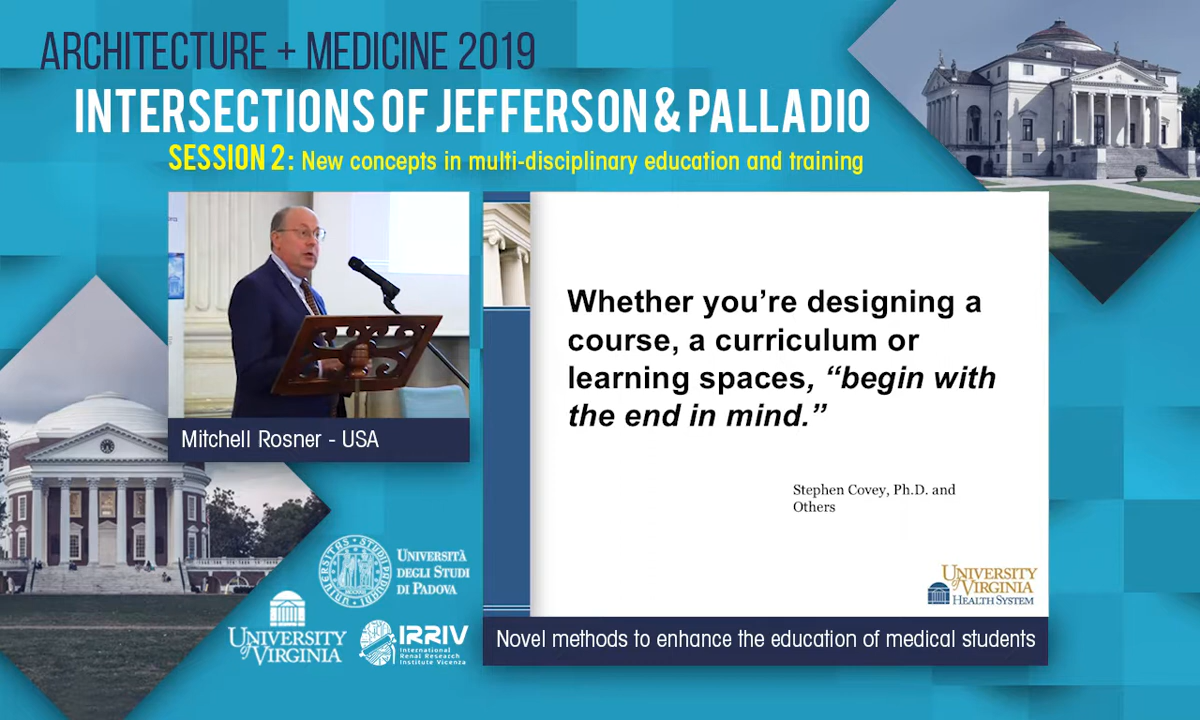 ARCHITECTURE + MEDICINE 2019
INTERSECTIONS OF JEFFERSON & PALLADIO
SESSION 2: New concepts in multi-disciplinary education and training
Mitchell Rosner - USA
Whether you’re designing a
course, a curriculum or
learning spaces, “begin with
the end in mind.”
Stephen Covey, Ph.D. and
Others
UNIVERSITY
of VIRGINIA
HEALTH SYSTEM
Novel methods to enhance the education of medical students
UNIVERSITÀ
DEGLI STUDI
DI PADOVA
UNIVERSITY
of VIRGINIA
IRRIV
International
Renal Research
Institute Vicenza